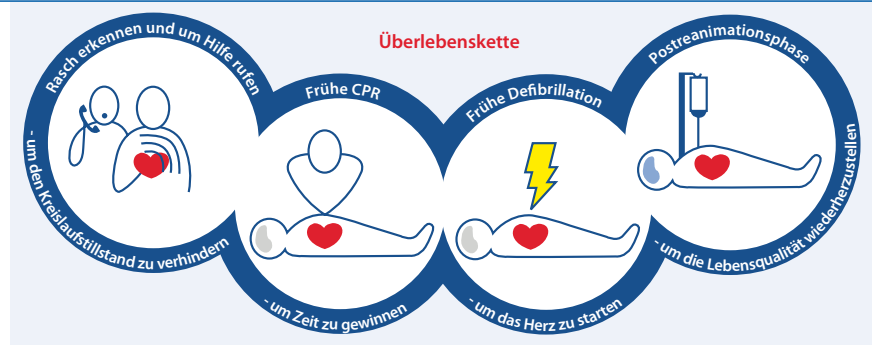 Überlebenskette
Rasch erkennen und um Hilfe rufen
- um den Kreislaufstillstand zu verhindern
Frühe CPR
- um Zeit zu gewinnen
Frühe Defibrillation
- um das Herz zu starten
Postreanimationsphase
- um die Lebensqualität wiederherzustellen